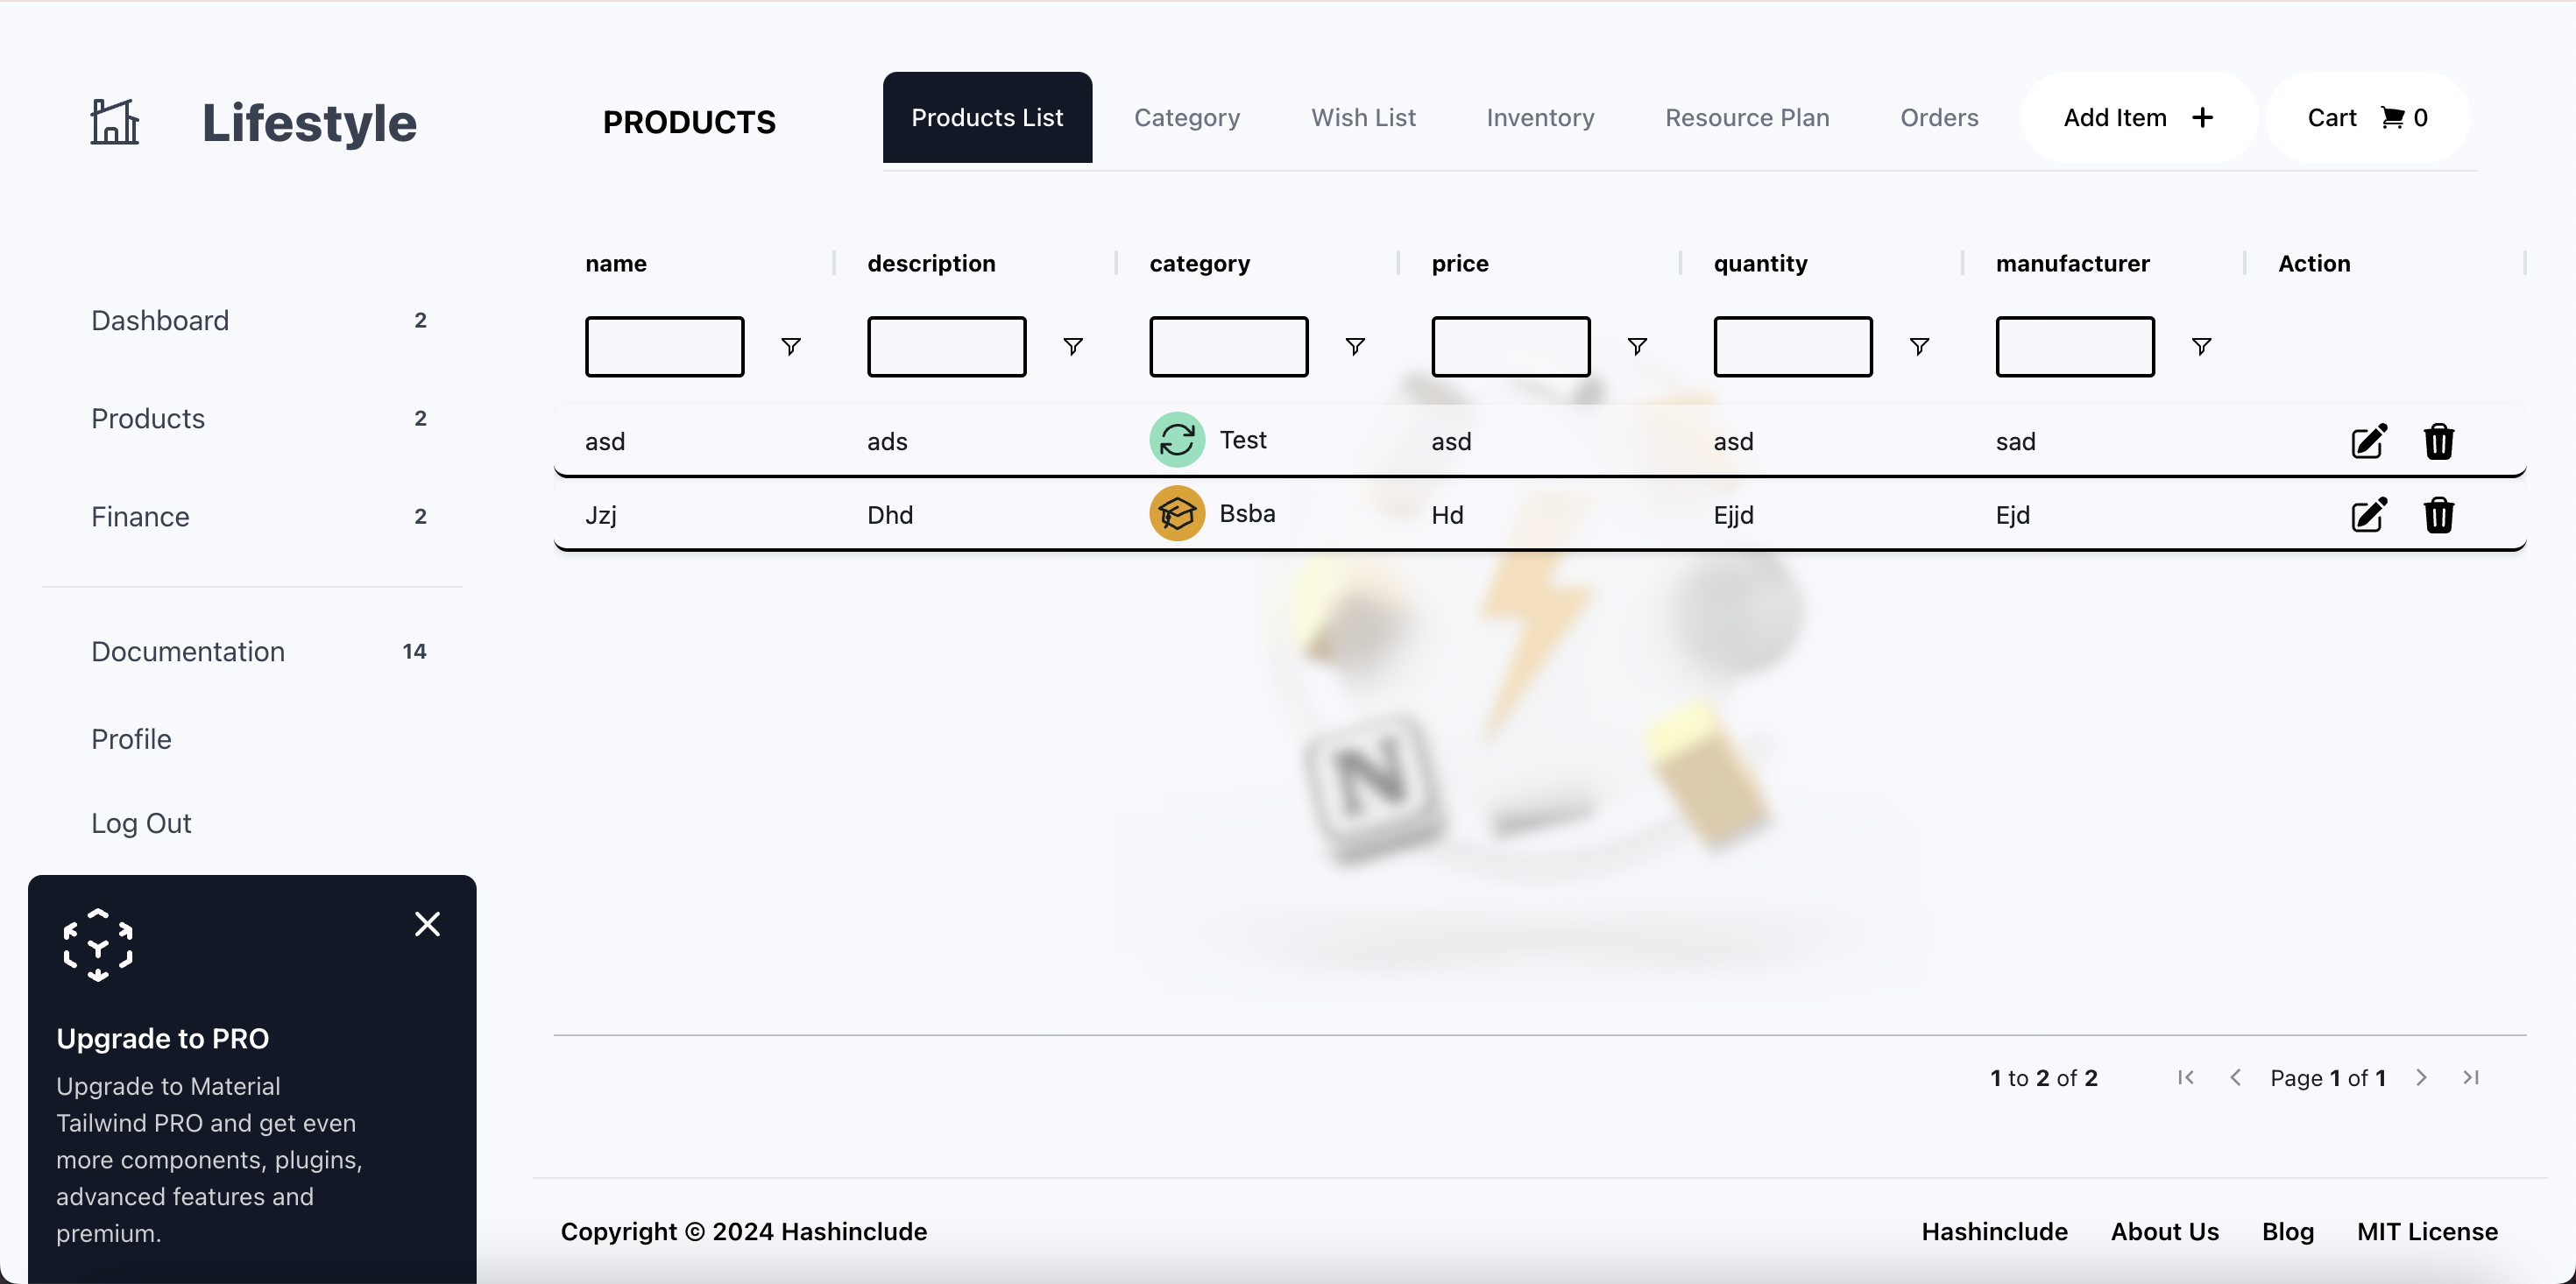 Lifestyle
PRODUCTS
Products List Category Wish List Inventory Resource Plan Orders Add Item + Cart 0
Dashboard 2
Products 2
Finance 2
Documentation 14
Profile
Log Out
Upgrade to PRO
Upgrade to Material
Tailwind PRO and get even
more components, plugins,
advanced features and
premium.
name description category price quantity manufacturer Action
asd ads Test asd asd sad
Jzj Dhd Bsba Hd Ejjd Ejd
N
1 to 2 of 2 Page 1 of 1
Copyright © 2024 Hashinclude
Hashinclude About Us Blog MIT License